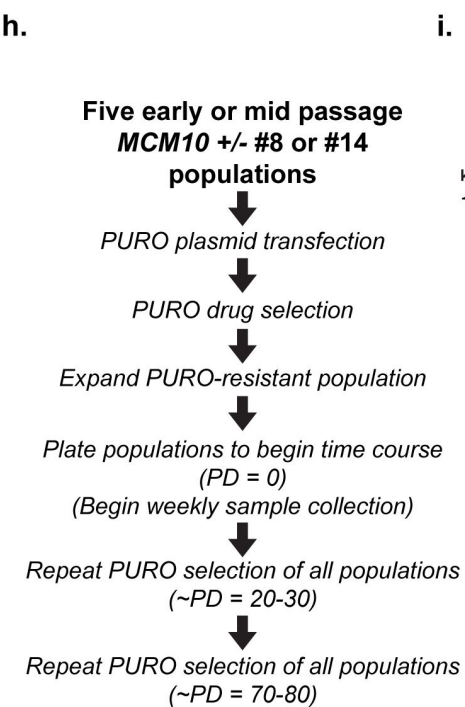 h.
i.
Five early or mid passage
MCM10 +/- #8 or #14
populations
PURO plasmid transfection
PURO drug selection
Expand PURO-resistant population
Plate populations to begin time course
(PD = 0)
(Begin weekly sample collection)
Repeat PURO selection of all populations
(~PD = 20-30)
Repeat PURO selection of all populations
(~PD = 70-80)